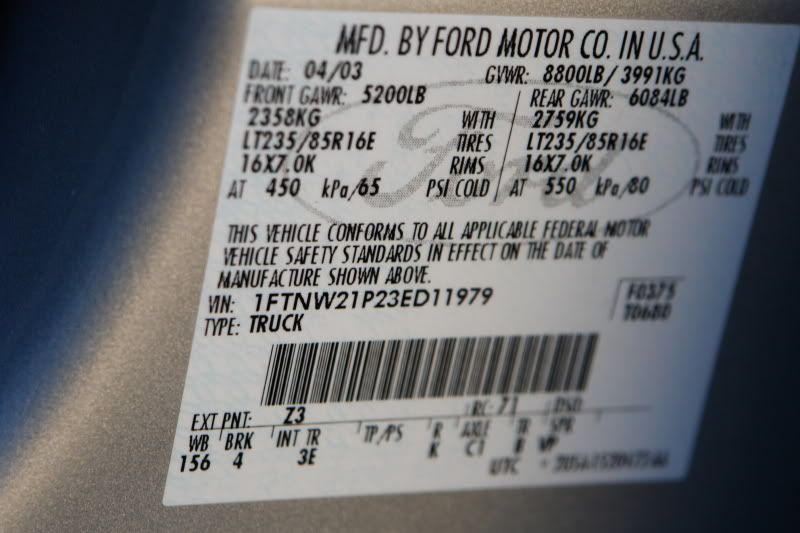 MFD. BY FORD MOTOR CO. IN U.S.A.
DATE: 04/03 GVWR: 8800LB/ 3991KG
FRONT GAWR: 5200LB REAR GAWR: 6084LB
2358KG WITH 2759KG WITH
LT235/85R16E TIRES LT235/85R16E TIRES
16X7.0K RIMS 16X7.0K RIMS
AT 450 kPa/65 PSI COLD AT 550 kPa/80 PSI COLD
Ford
THIS VEHICLE CONFORMS TO ALL APPLICABLE FEDERAL MOTOR
VEHICLE SAFETY STANDARDS IN EFFECT ON THE DATE OF
MANUFACTURE SHOWN ABOVE.
VIN: 1FTNW21P23ED11979 F0375
TYPE: TRUCK T0680
EXT PNT: Z3 RC: 71 DSO
WB BRK INT TR TP/PS R AXLE TR SPR
156 4 3E K C1 B VP
UTC